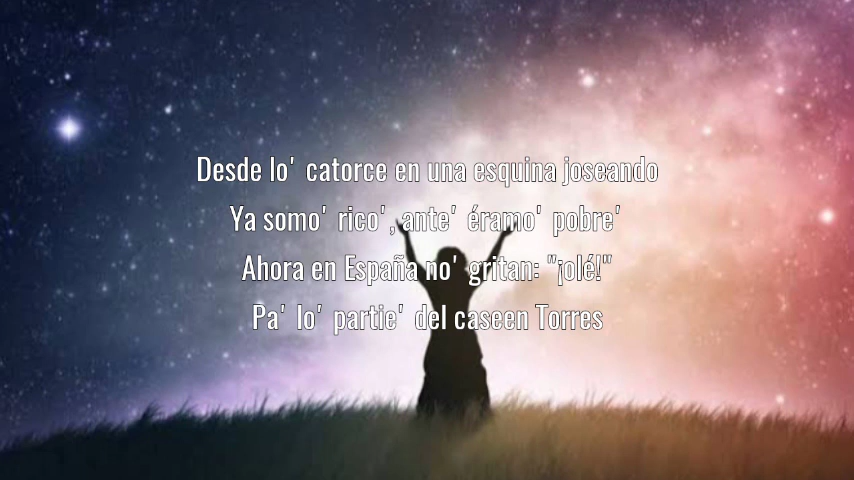 Desde lo' catorce en una esquina joseando
Ya somo' rico', ante' éramo' pobre'
Ahora en España no' gritan: "¡olé!"
Pa' lo' partie' del caseen Torres